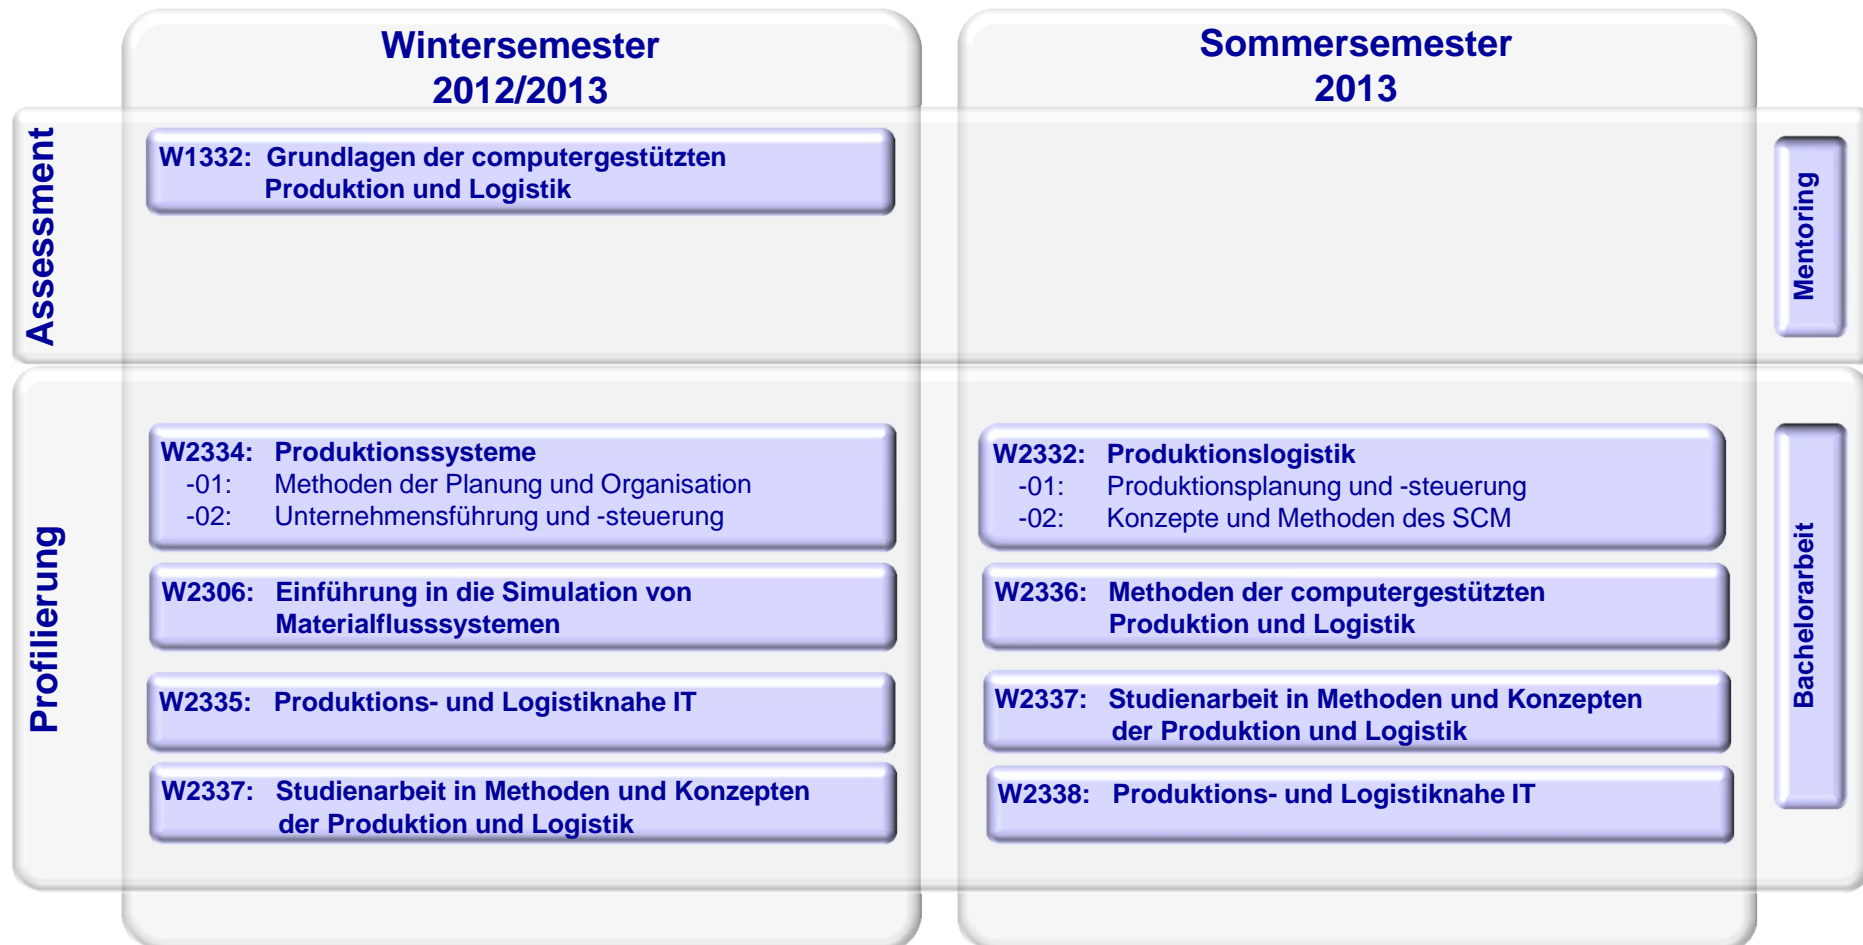 Wintersemester
2012/2013
Sommersemester
2013
Assessment
W1332: Grundlagen der computergestützten
Produktion und Logistik
Mentoring
Profilierung
W2334: Produktionssysteme
-01: Methoden der Planung und Organisation
-02: Unternehmensführung und -steuerung
W2306: Einführung in die Simulation von
Materialflusssystemen
W2335: Produktions- und Logistiknahe IT
W2337: Studienarbeit in Methoden und Konzepten
der Produktion und Logistik
W2332: Produktionslogistik
-01: Produktionsplanung und -steuerung
-02: Konzepte und Methoden des SCM
W2336: Methoden der computergestützten
Produktion und Logistik
W2337: Studienarbeit in Methoden und Konzepten
der Produktion und Logistik
W2338: Produktions- und Logistiknahe IT
Bachelorarbeit